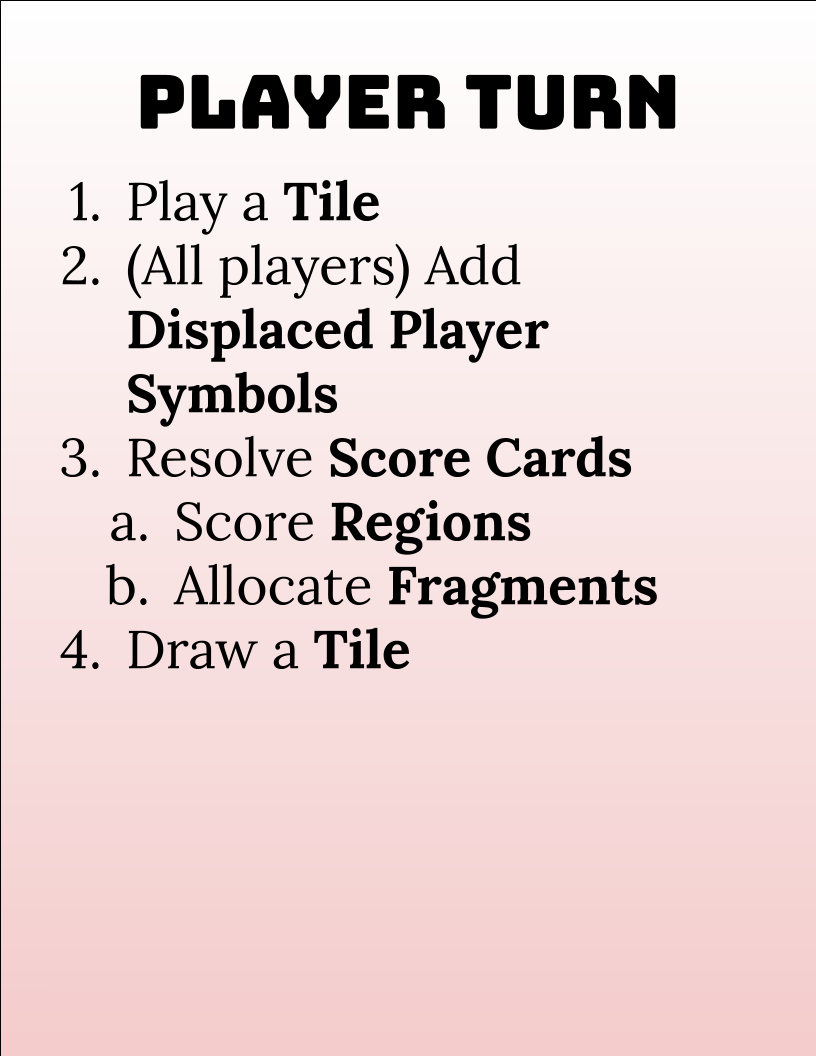 PLAYER TURN
1. Play a Tile
2. (All players) Add
Displaced Player
Symbols
3. Resolve Score Cards
a. Score Regions
b. Allocate Fragments
4. Draw a Tile